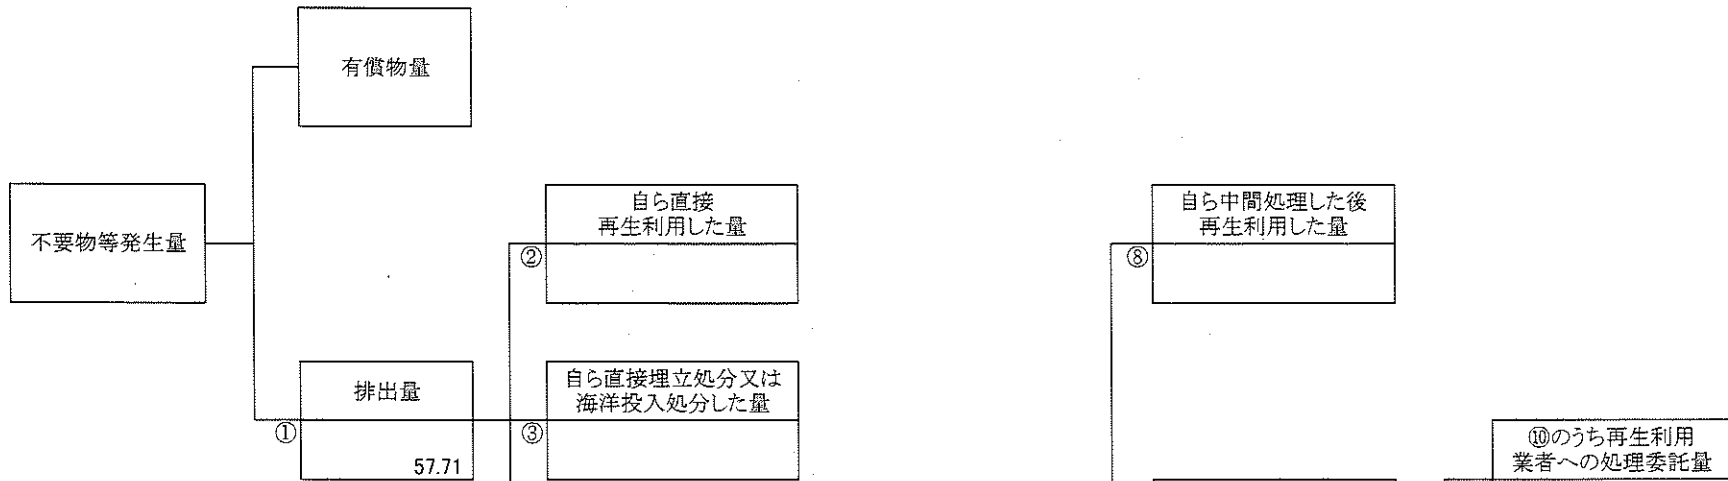 有償物量
不要物等発生量
自ら直接
再生利用した量
②
自ら中間処理した後
再生利用した量
⑧
排出量
①
57.71
自ら直接埋立処分又は
海洋投入処分した量
③
⑩のうち再生利用
業者への処理委託量